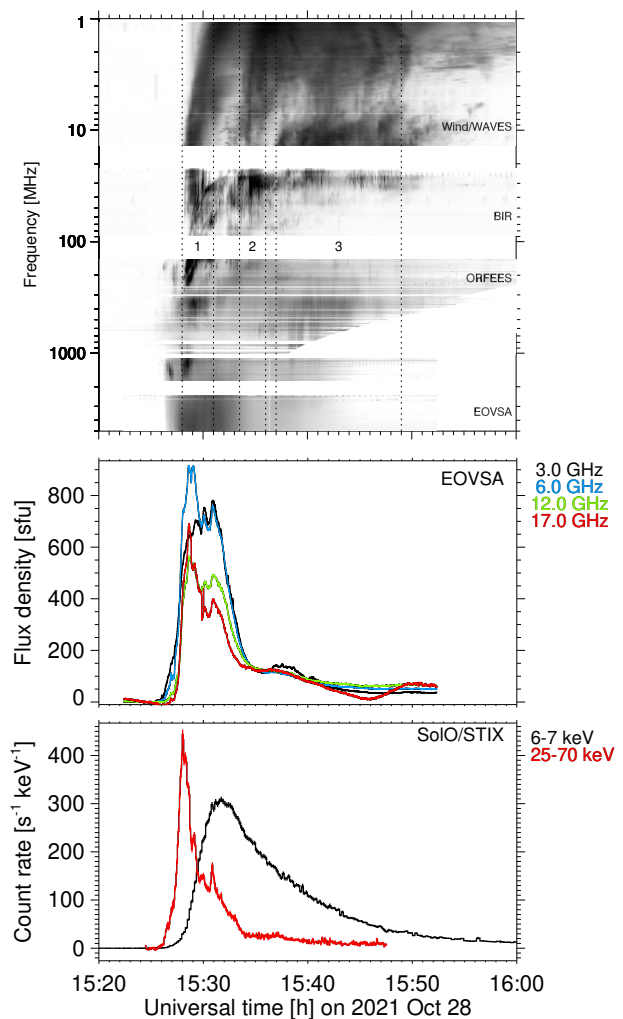 1
10
100
1000
Frequency [MHz]
Wind/WAVES
BIR
1 2 3
ORFEES
EOVSA
EOVSA
3.0 GHz
6.0 GHz
12.0 GHz
17.0 GHz
800
600
400
200
0
Flux density [sfu]
SolO/STIX
6-7 keV
25-70 keV
400
300
200
100
0
Count rate [s⁻¹ keV⁻¹]
15:20 15:30 15:40 15:50 16:00
Universal time [h] on 2021 Oct 28